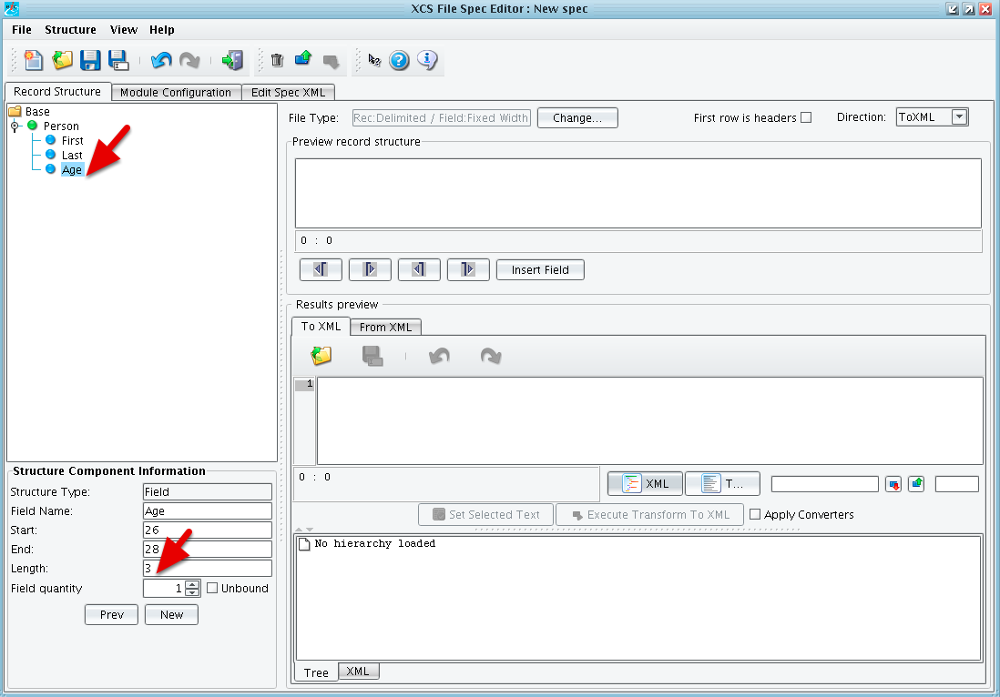 XCS File Spec Editor : New spec
File Structure View Help
Record Structure Module Configuration Edit Spec XML
Base
Person
First
Last
Age
File Type: Rec:Delimited / Field:Fixed Width Change... First row is headers Direction: ToXML
Preview record structure
0 : 0
Insert Field
Results preview
To XML From XML
1
0 : 0
XML T...
Set Selected Text Execute Transform To XML Apply Converters
No hierarchy loaded
Tree XML
Structure Component Information
Structure Type: Field
Field Name: Age
Start: 26
End: 28
Length: 3
Field quantity 1 Unbound
Prev New